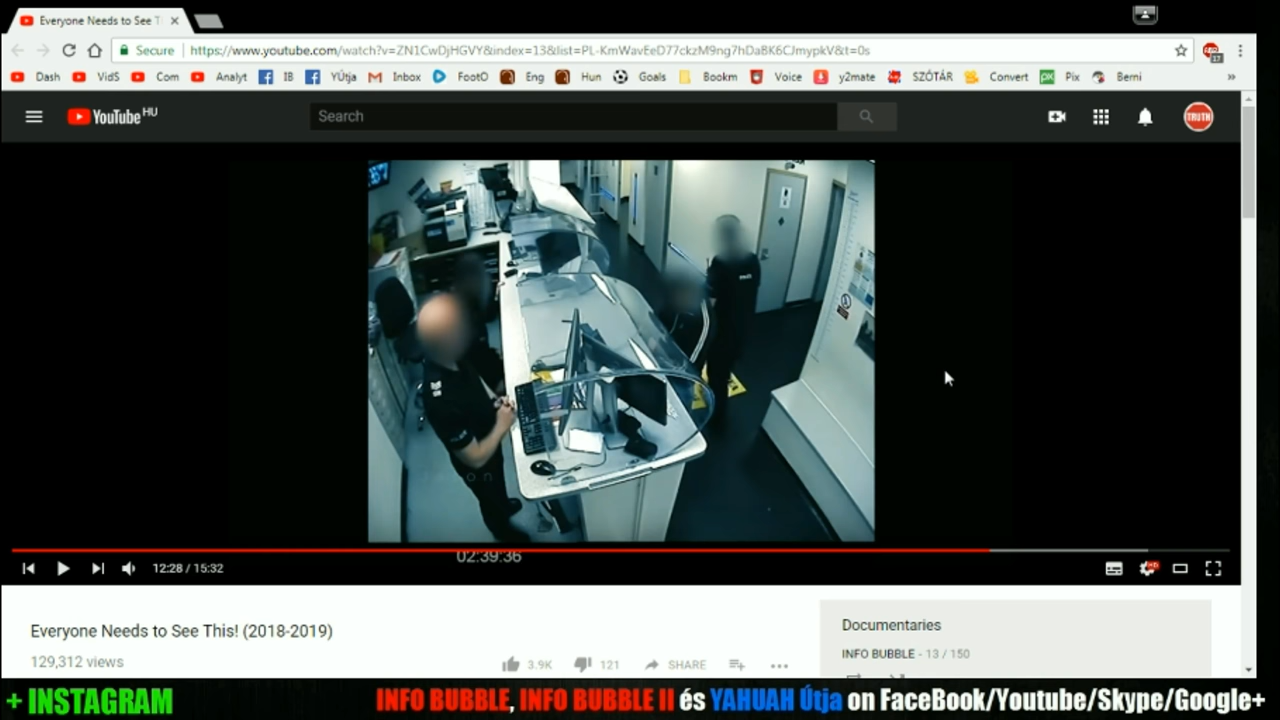 Everyone Needs to See T
Secure https://www.youtube.com/watch?v=ZN1CwDjHGVY&index=13&list=PL-KmWavEeD77ckzM9ng7hDaBK6CJmypkV&t=0s
Dash VidS Com Analyt IB YÚtja Inbox FootO Eng Hun Goals Bookm Voice y2mate SZÓTÁR Convert Pix Berni »
YouTube HU Search TRUTH
02:39:36
12:28 / 15:32 HD
Everyone Needs to See This! (2018-2019)
129,312 views
3.9K 121 SHARE
Documentaries
INFO BUBBLE - 13 / 150
+ INSTAGRAM INFO BUBBLE, INFO BUBBLE II és YAHUAH Útja on FaceBook/Youtube/Skype/Google+